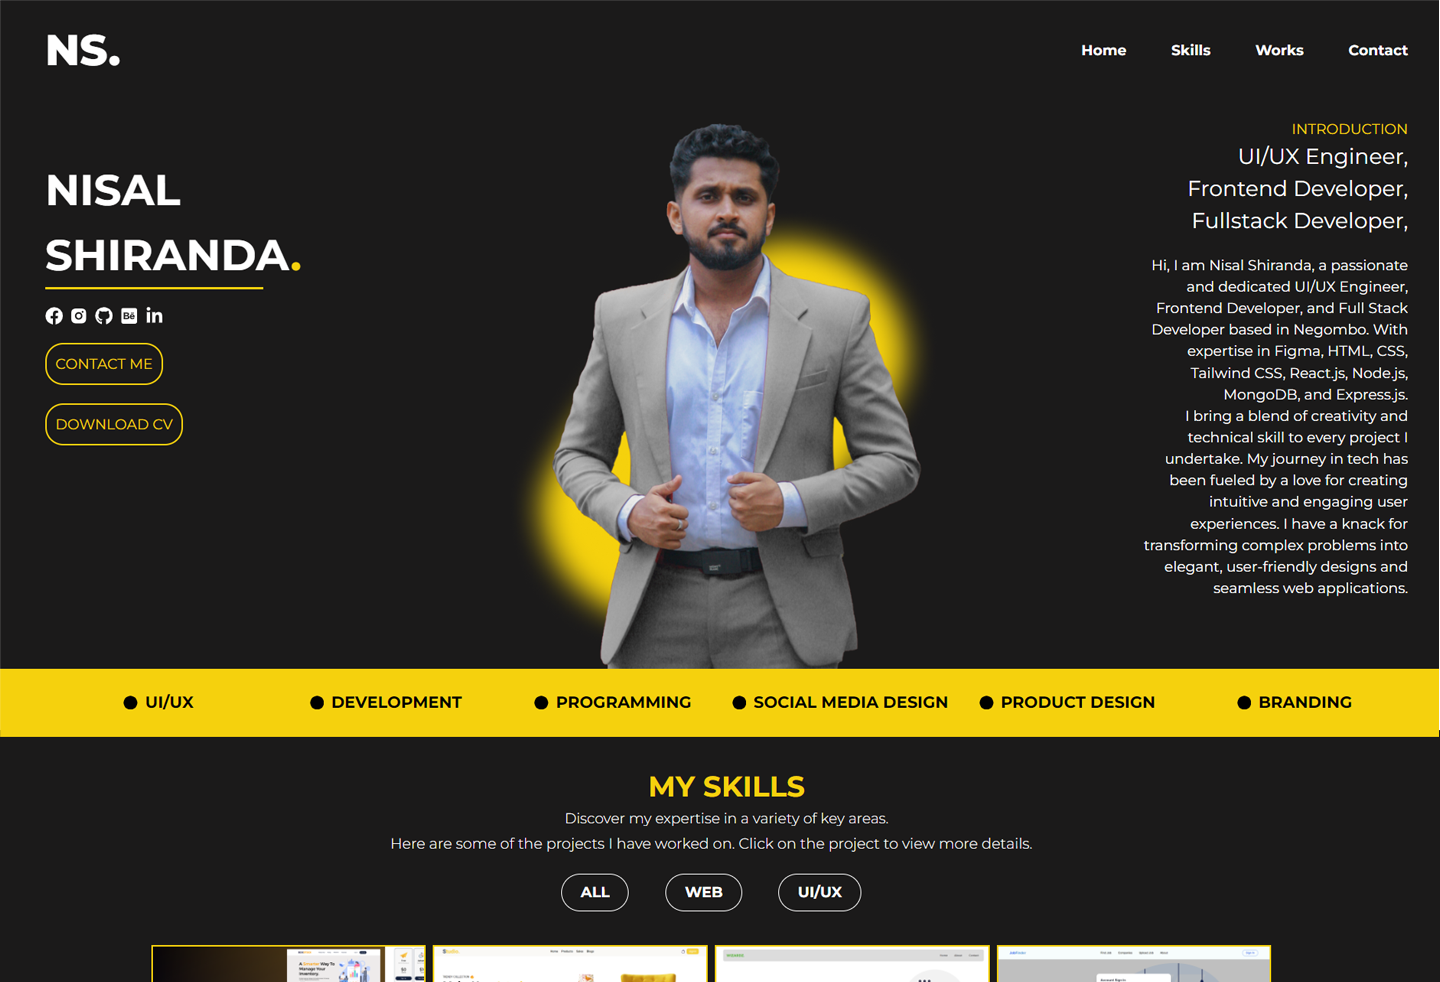 NS.
Home Skills Works Contact
NISAL
SHIRANDA.
CONTACT ME
DOWNLOAD CV
INTRODUCTION
UI/UX Engineer,
Frontend Developer,
Fullstack Developer,
Hi, I am Nisal Shiranda, a passionate
and dedicated UI/UX Engineer,
Frontend Developer, and Full Stack
Developer based in Negombo. With
expertise in Figma, HTML, CSS,
Tailwind CSS, React.js, Node.js,
MongoDB, and Express.js.
I bring a blend of creativity and
technical skill to every project I
undertake. My journey in tech has
been fueled by a love for creating
intuitive and engaging user
experiences. I have a knack for
transforming complex problems into
elegant, user-friendly designs and
seamless web applications.
UI/UX DEVELOPMENT PROGRAMMING SOCIAL MEDIA DESIGN PRODUCT DESIGN BRANDING
MY SKILLS
Discover my expertise in a variety of key areas.
Here are some of the projects I have worked on. Click on the project to view more details.
ALL WEB UI/UX
A Smarter Way To
Manage Your
Inventory